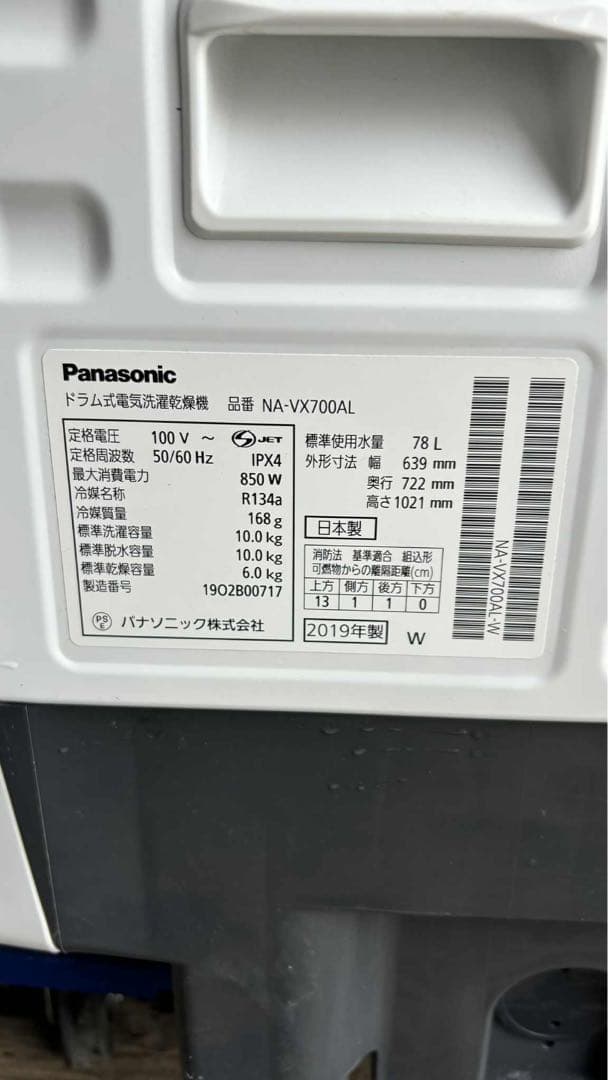 Panasonic
ドラム式電気洗濯乾燥機 品番 NA-VX700AL
定格電圧 100 V ～ S JET
定格周波数 50/60 Hz IPX4
最大消費電力 850 W
冷媒名称 R134a
冷媒質量 168 g
標準洗濯容量 10.0 kg
標準脱水容量 10.0 kg
標準乾燥容量 6.0 kg
製造番号 19O2B00717
PS E パナソニック株式会社
標準使用水量 78 L
外形寸法 幅 639 mm
奥行 722 mm
高さ 1021 mm
日本製
消防法 基準適合 組込形
可燃物からの離隔距離(cm)
上方 側方 後方 下方
13 1 1 0
2019年製 W
NA-VX700AL-W